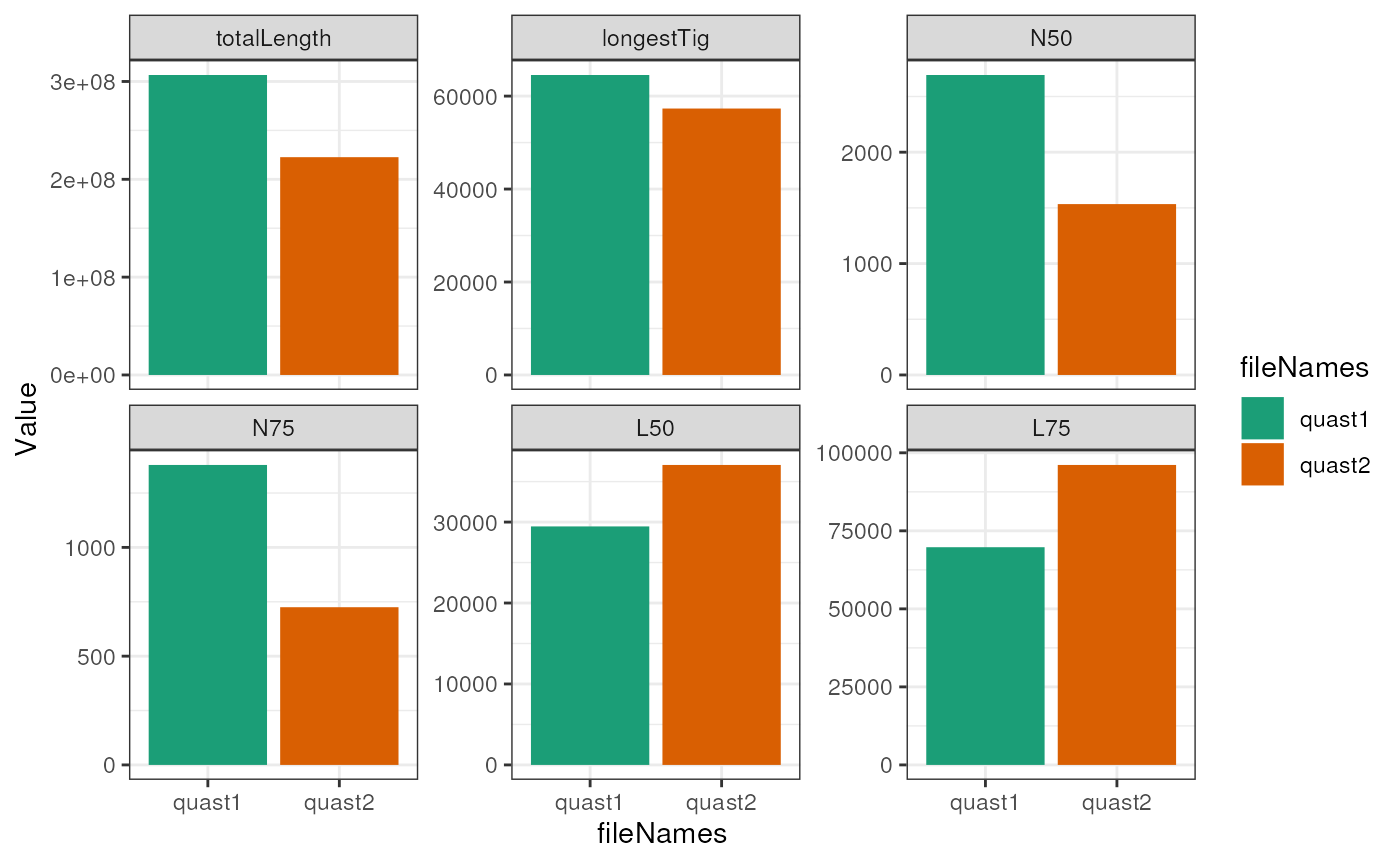 totalLength longestTig N50
3e+08
2e+08
1e+08
0e+00
60000
40000
20000
0
2000
1000
0
Value
N75 L50 L75
1000
500
0
30000
20000
10000
0
100000
75000
50000
25000
0
quast1 quast2 quast1 quast2 quast1 quast2
fileNames
fileNames
quast1
quast2